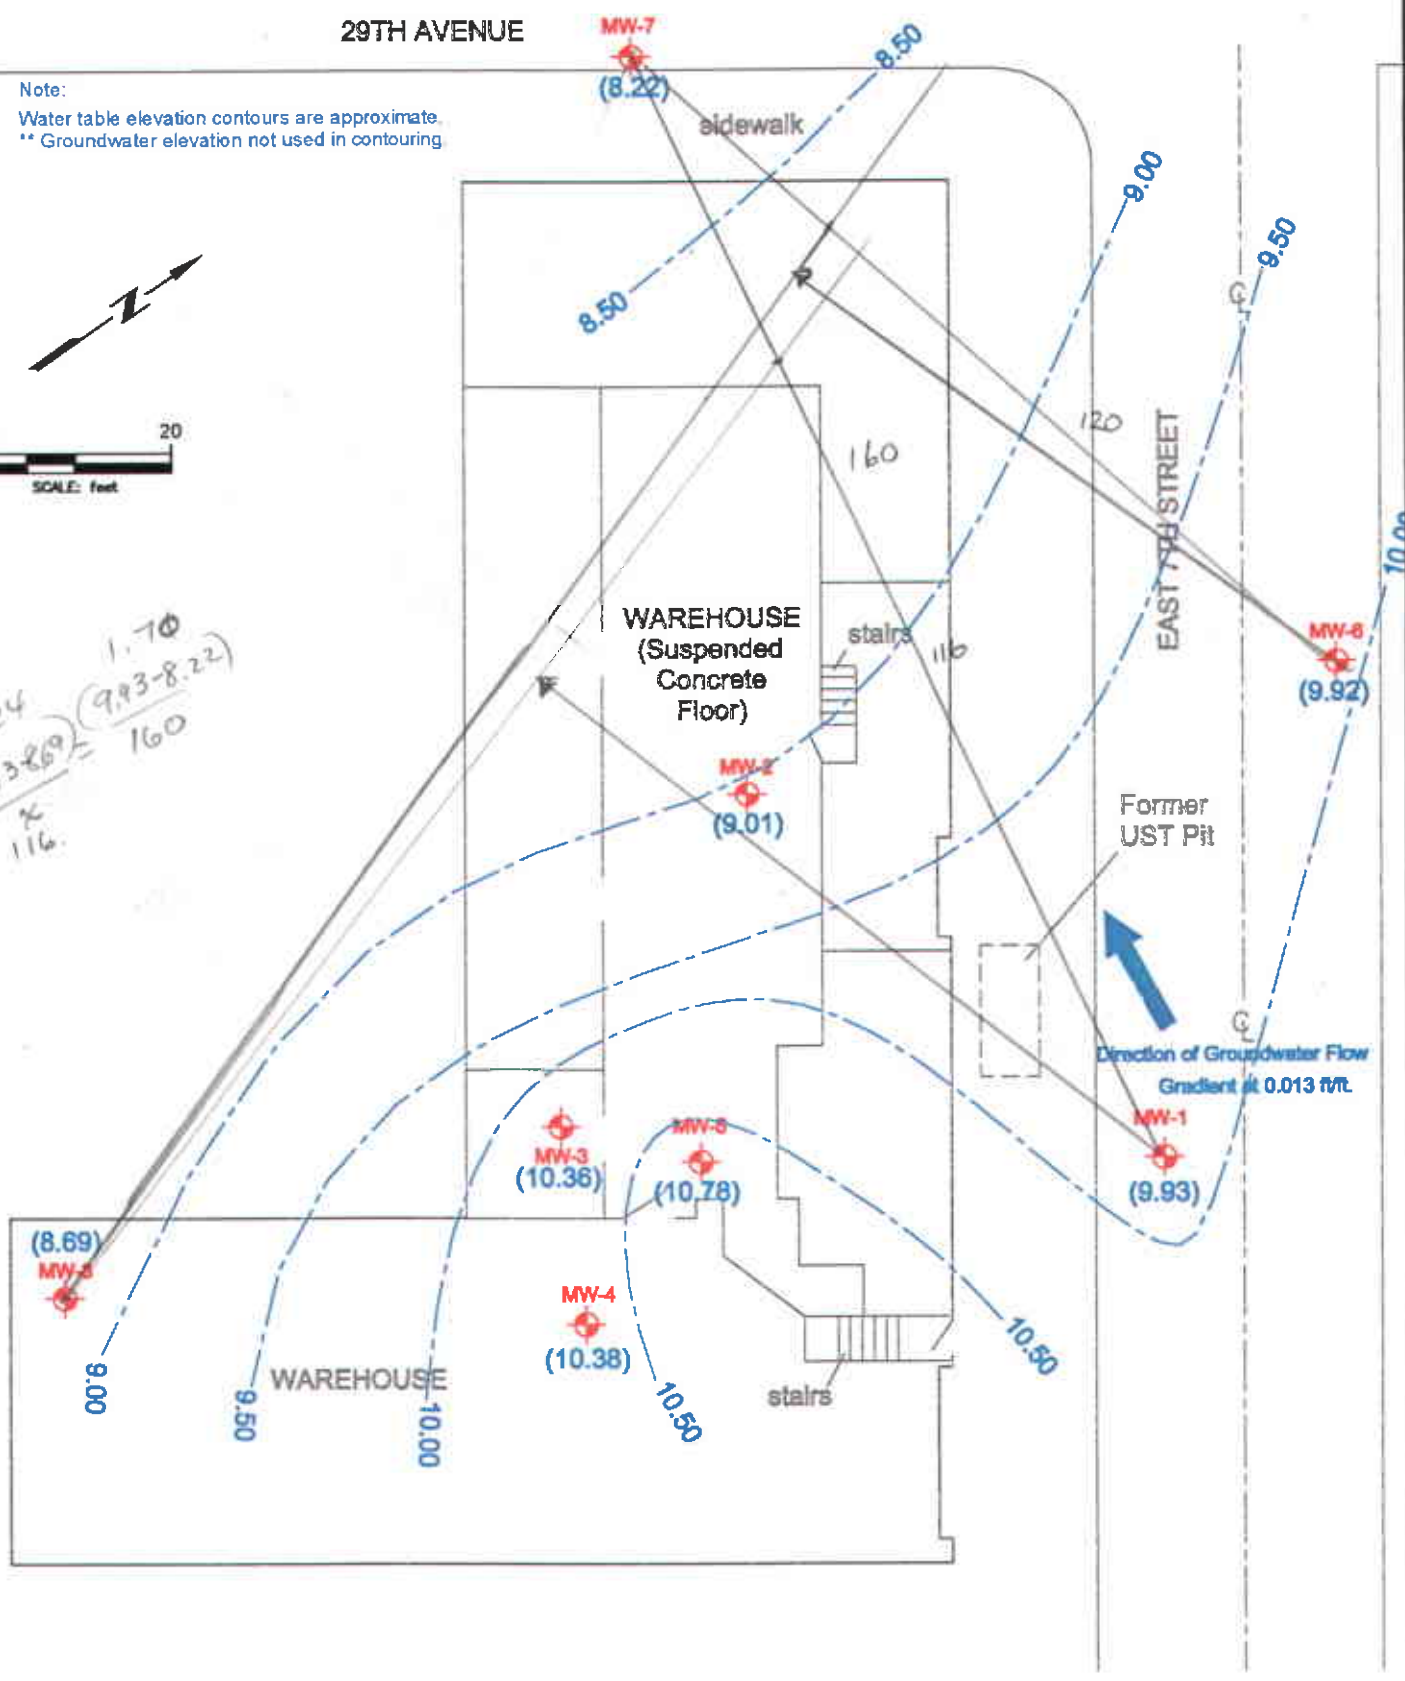 29TH AVENUE
MW-7
(8.22)
8.50
Note:
Water table elevation contours are approximate.
** Groundwater elevation not used in contouring.
sidewalk
9.00
9.50
N
8.50
20
SCALE: feet
160
120
EAST 7TH STREET
10.00
1.70
(9.93-8.22)
=
160
x
116.
WAREHOUSE
(Suspended
Concrete
Floor)
stairs
116
MW-6
(9.92)
MW-2
(9.01)
Former
UST Pit
Direction of Groundwater Flow
Gradient at 0.013 ft/ft.
MW-1
(9.93)
MW-3
(10.36)
MW-5
(10.78)
(8.69)
MW-8
MW-4
(10.38)
9.00
9.50
WAREHOUSE
10.00
10.50
stairs
10.50